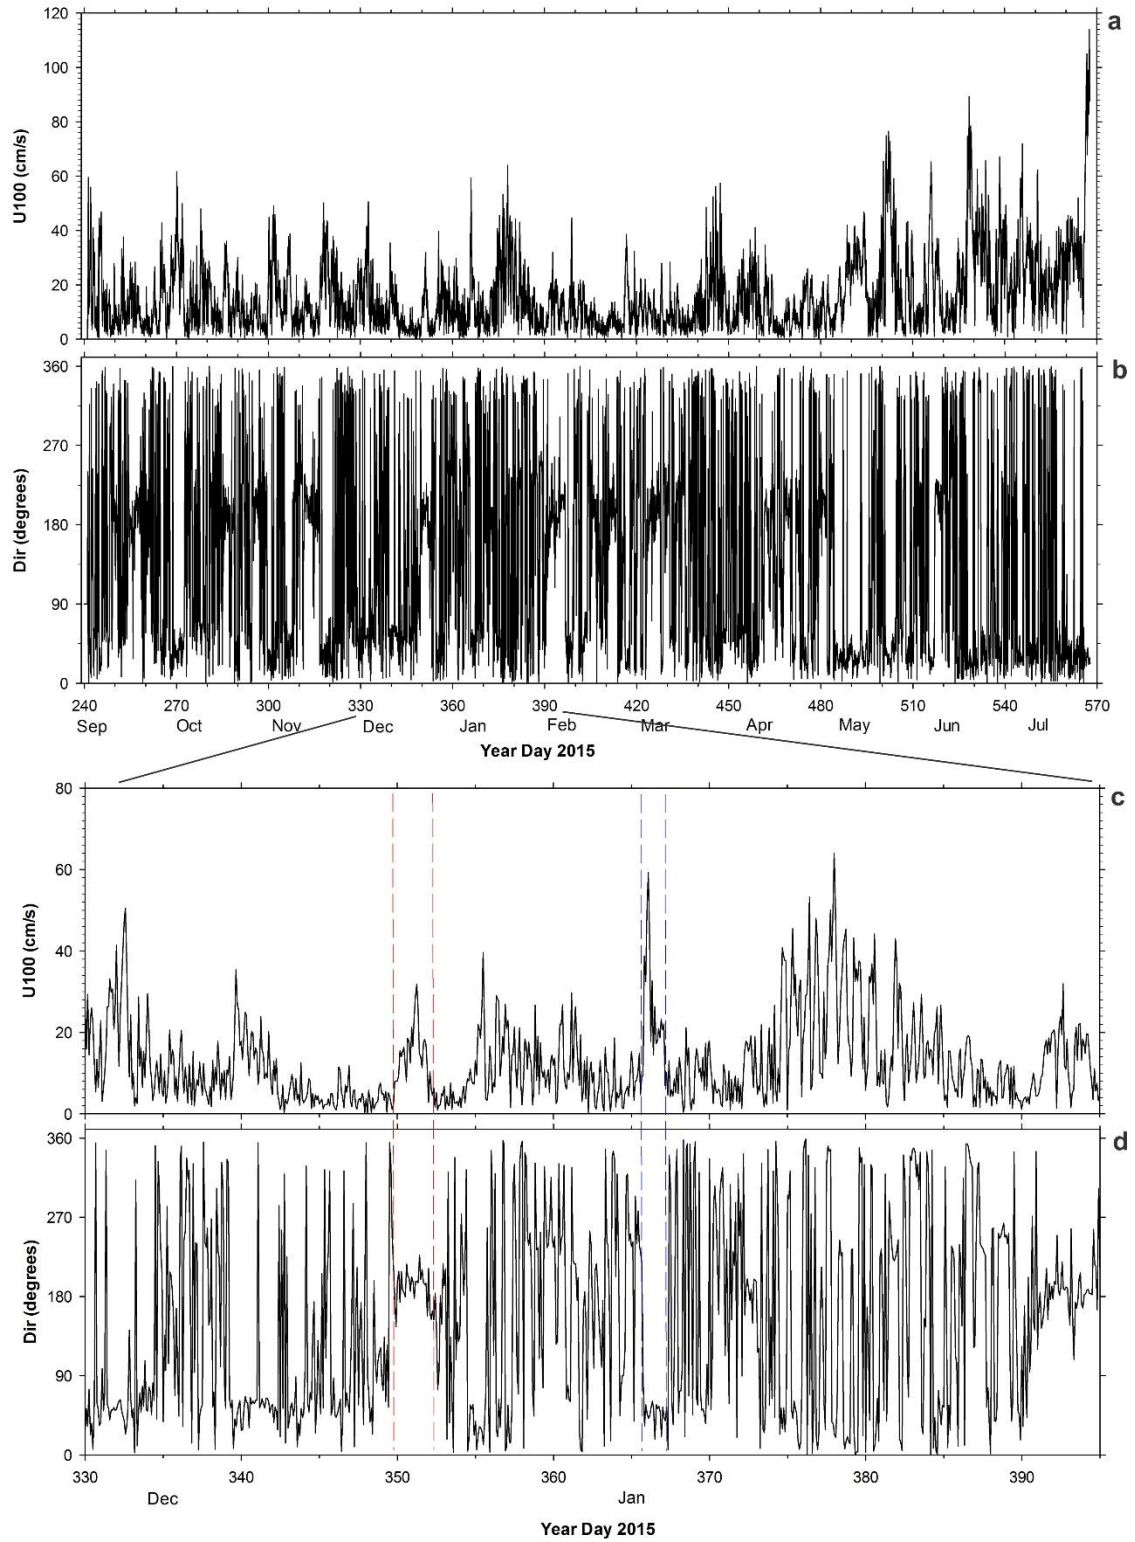 a
120
100
80
60
40
20
0
U100 (cm/s)
b
360
270
180
90
0
Dir (degrees)
240 270 300 330 360 390 420 450 480 510 540 570
Sep Oct Nov Dec Jan Feb Mar Apr May Jun Jul
Year Day 2015
c
80
60
40
20
0
U100 (cm/s)
d
360
270
180
90
0
Dir (degrees)
330 340 350 360 370 380 390
Dec Jan
Year Day 2015